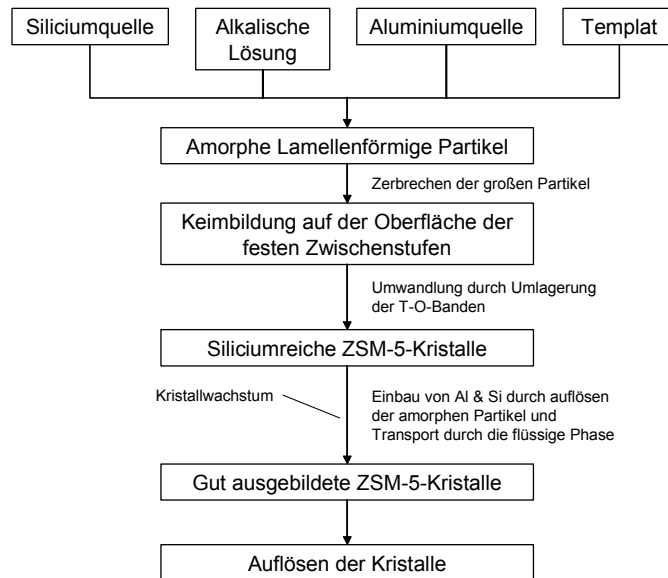 Siliciumquelle
Alkalische
Lösung
Aluminiumquelle
Templat
Amorphe Lamellenförmige Partikel
Zerbrechen der großen Partikel
Keimbildung auf der Oberfläche der
festen Zwischenstufen
Umwandlung durch Umlagerung
der T-O-Banden
Siliciumreiche ZSM-5-Kristalle
Kristallwachstum
Einbau von Al & Si durch auflösen
der amorphen Partikel und
Transport durch die flüssige Phase
Gut ausgebildete ZSM-5-Kristalle
Auflösen der Kristalle